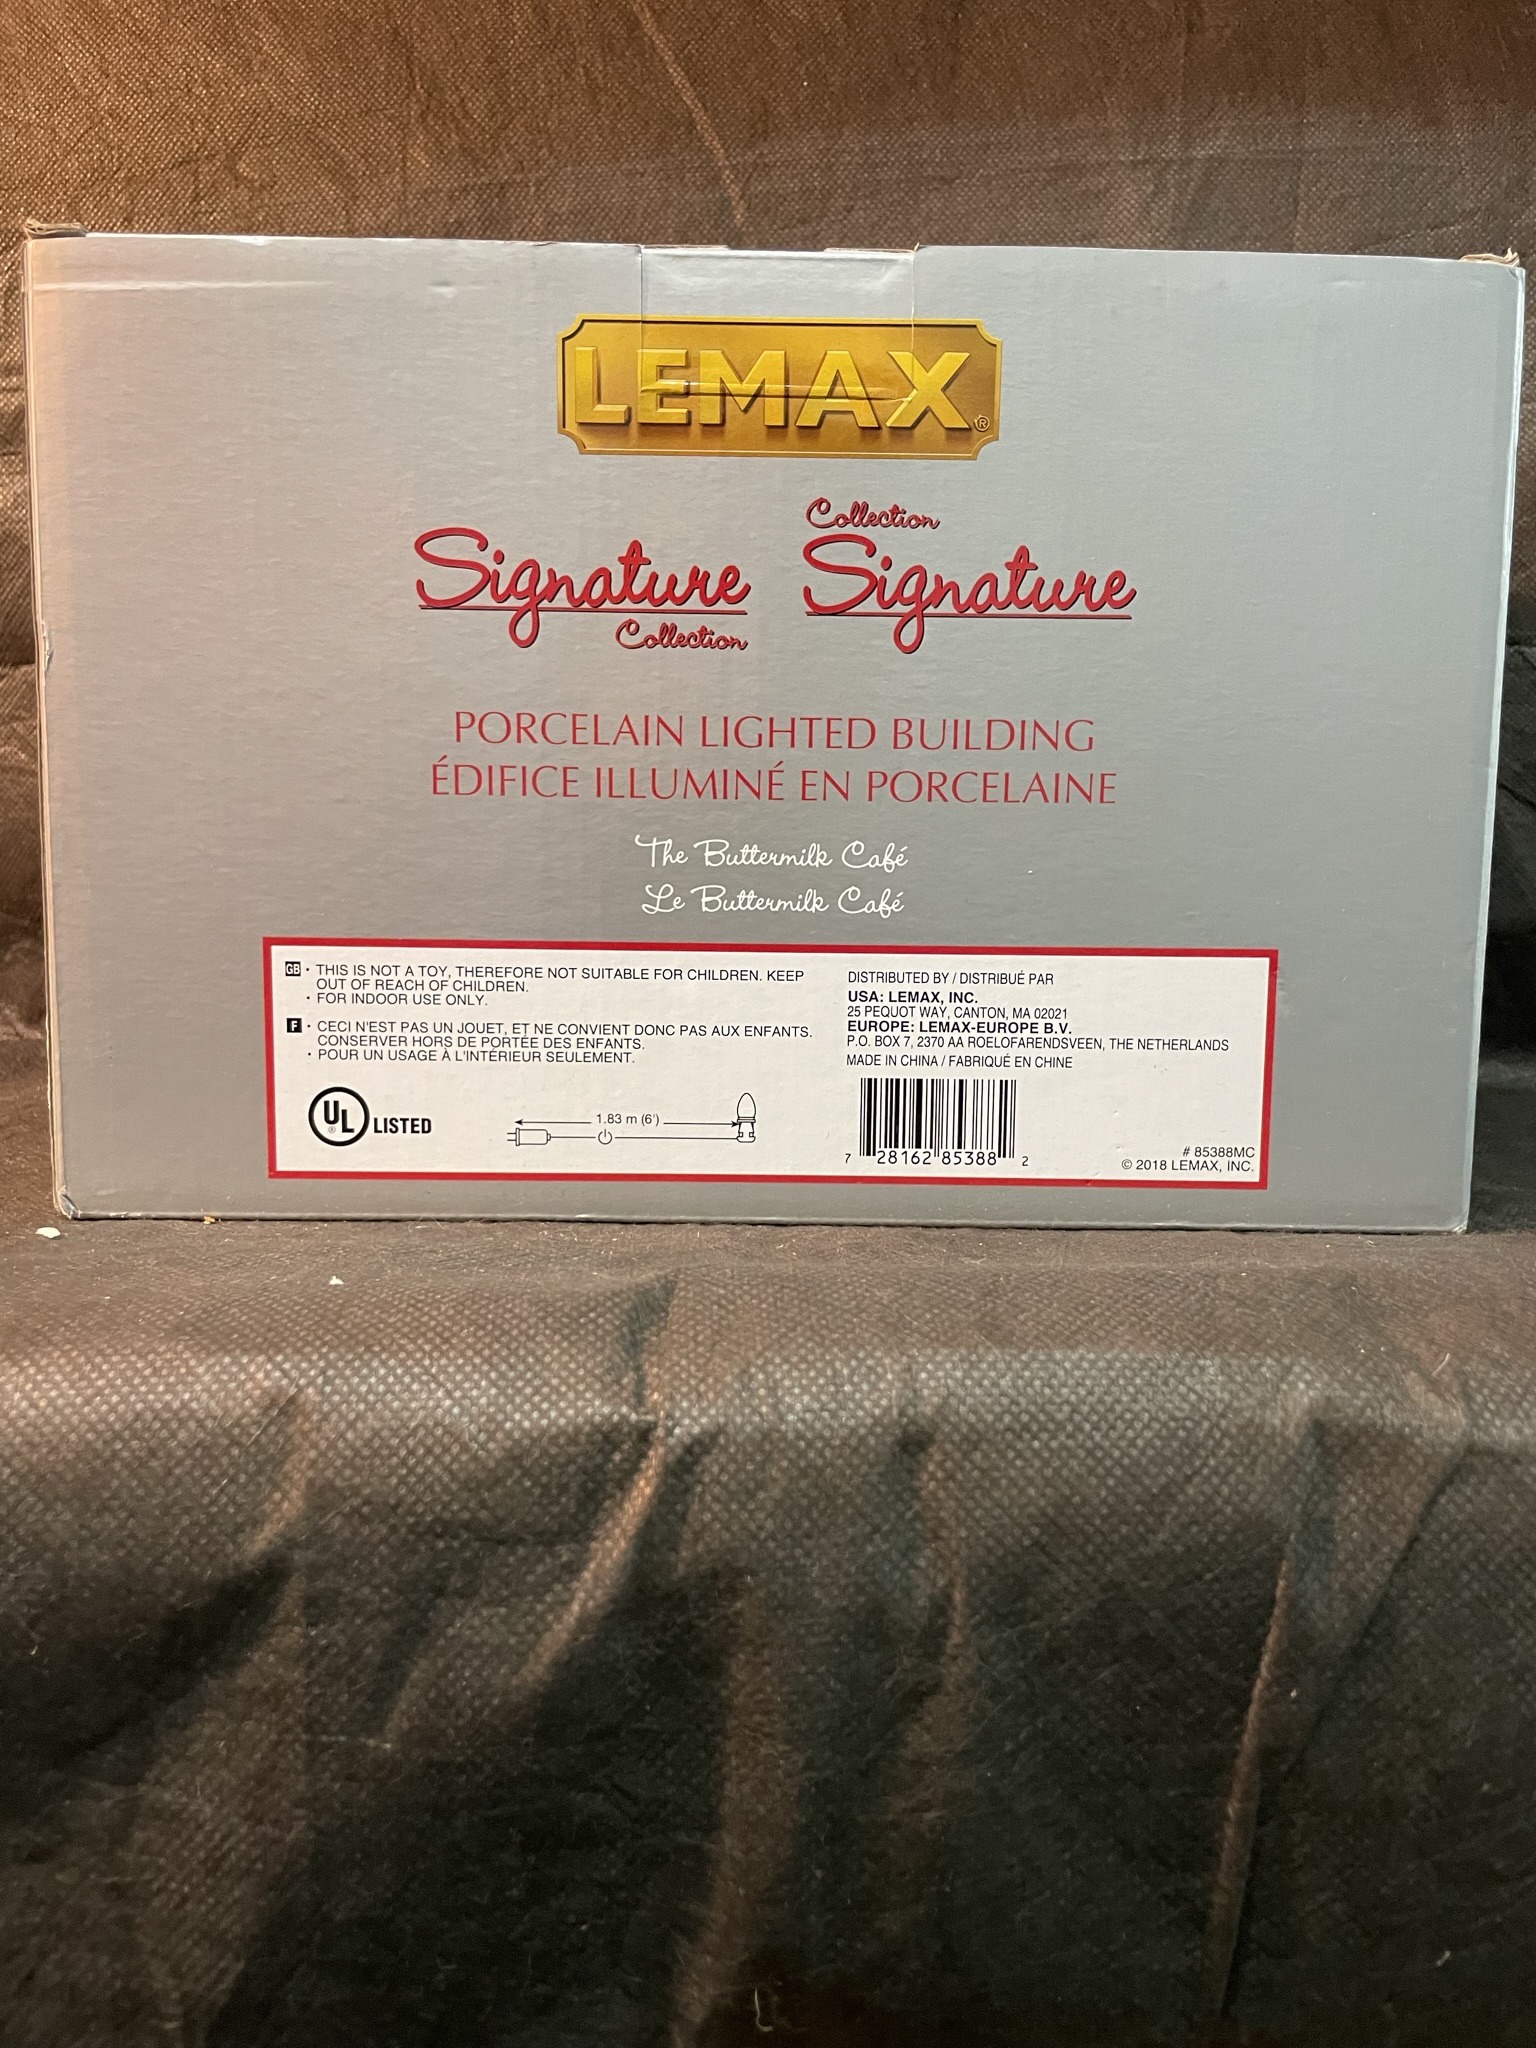 LEMAX®
Signature
Collection
Collection
Signature
PORCELAIN LIGHTED BUILDING
ÉDIFICE ILLUMINÉ EN PORCELAINE
The Buttermilk Café
Le Buttermilk Café
GB • THIS IS NOT A TOY, THEREFORE NOT SUITABLE FOR CHILDREN. KEEP
OUT OF REACH OF CHILDREN.
• FOR INDOOR USE ONLY.
F • CECI N'EST PAS UN JOUET, ET NE CONVIENT DONC PAS AUX ENFANTS.
CONSERVER HORS DE PORTÉE DES ENFANTS.
• POUR UN USAGE À L'INTÉRIEUR SEULEMENT.
UL® LISTED
1.83 m (6')
DISTRIBUTED BY / DISTRIBUÉ PAR
USA: LEMAX, INC.
25 PEQUOT WAY, CANTON, MA 02021
EUROPE: LEMAX-EUROPE B.V.
P.O. BOX 7, 2370 AA ROELOFARENDSVEEN, THE NETHERLANDS
MADE IN CHINA / FABRIQUÉ EN CHINE
7 28162 85388 2
# 85388MC
© 2018 LEMAX, INC.